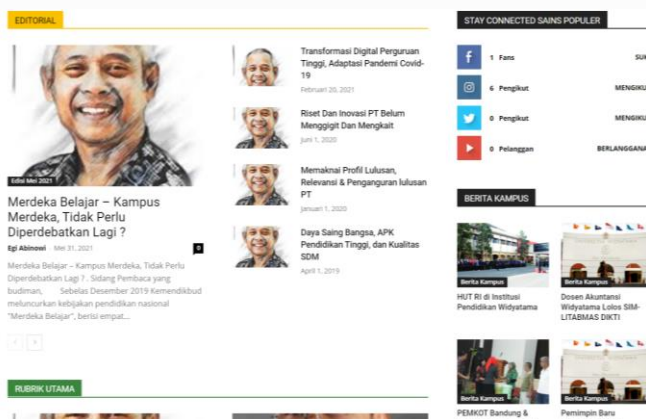 EDITORIAL
Edisi Mei 2021
Merdeka Belajar – Kampus
Merdeka, Tidak Perlu
Diperdebatkan Lagi ?
Egi Abinowi - Mei 31, 2021
0
Merdeka Belajar – Kampus Merdeka, Tidak Perlu
Diperdebatkan Lagi ? . Sidang Pembaca yang
budiman, Sebelas Desember 2019 Kemendikbud
meluncurkan kebijakan pendidikan nasional
"Merdeka Belajar", berisi empat...
Transformasi Digital Perguruan
Tinggi, Adaptasi Pandemi Covid-
19
Februari 20, 2021
Riset Dan Inovasi PT Belum
Menggigit Dan Mengkait
Juni 1, 2020
Memaknai Profil Lulusan,
Relevansi & Penganguran lulusan
PT
Januari 1, 2020
Daya Saing Bangsa, APK
Pendidikan Tinggi, dan Kualitas
SDM
April 1, 2019
RUBRIK UTAMA
STAY CONNECTED SAINS POPULER
1 Fans SUK
6 Pengikut MENGIKU
0 Pengikut MENGIKU
0 Pelanggan BERLANGGANA
BERITA KAMPUS
Berita Kampus
HUT RI di Institusi
Pendidikan Widyatama
Berita Kampus
Dosen Akuntansi
Widyatama Lolos SIM-
LITABMAS DIKTI
Berita Kampus
PEMKOT Bandung &
Berita Kampus
Pemimpin Baru